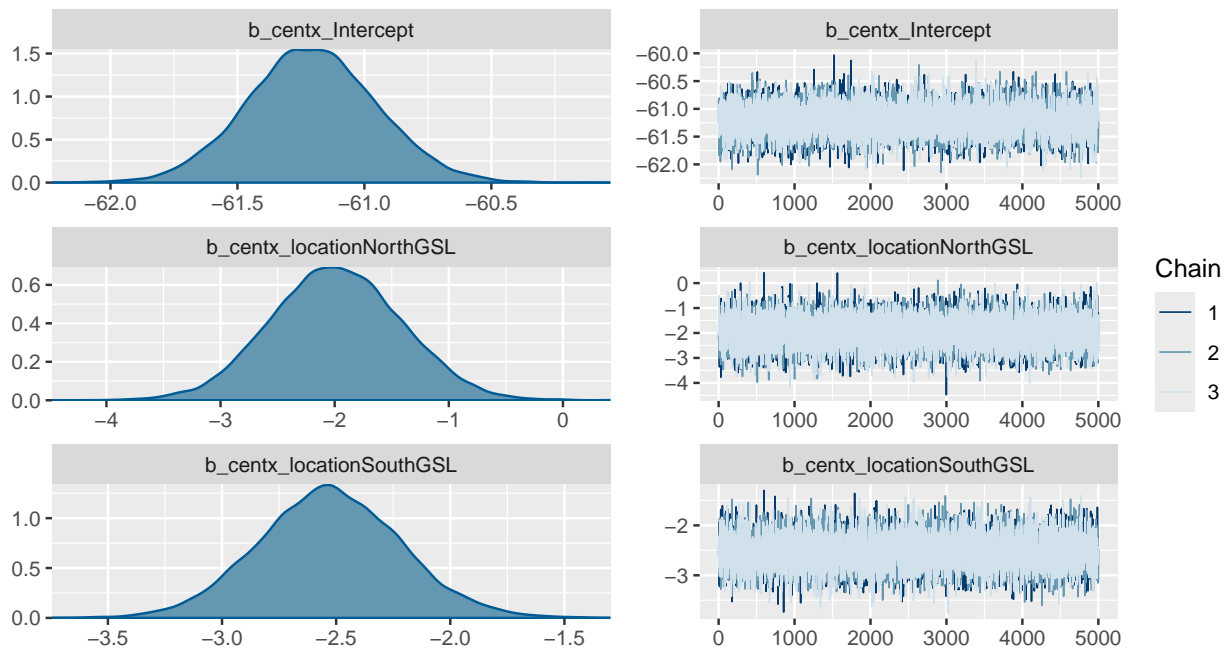 b_centx_Intercept
1.5
1.0
0.5
0.0
−62.0 −61.5 −61.0 −60.5
b_centx_Intercept
−60.0
−60.5
−61.0
−61.5
−62.0
0 1000 2000 3000 4000 5000
b_centx_locationNorthGSL
0.6
0.4
0.2
0.0
−4 −3 −2 −1 0
b_centx_locationNorthGSL
0
−1
−2
−3
−4
0 1000 2000 3000 4000 5000
b_centx_locationSouthGSL
1.0
0.5
0.0
−3.5 −3.0 −2.5 −2.0 −1.5
b_centx_locationSouthGSL
−2
−3
0 1000 2000 3000 4000 5000
Chain
1
2
3